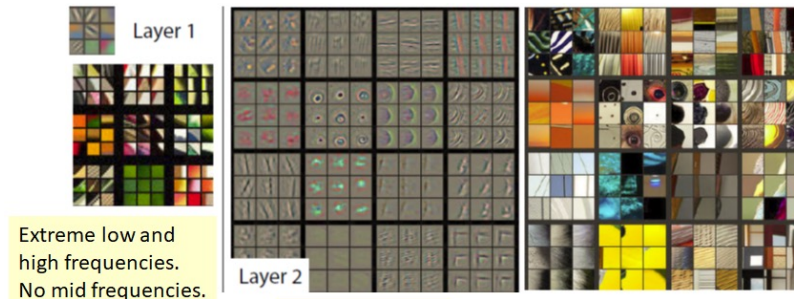 Layer 1
Extreme low and
high frequencies.
No mid frequencies.
Layer 2